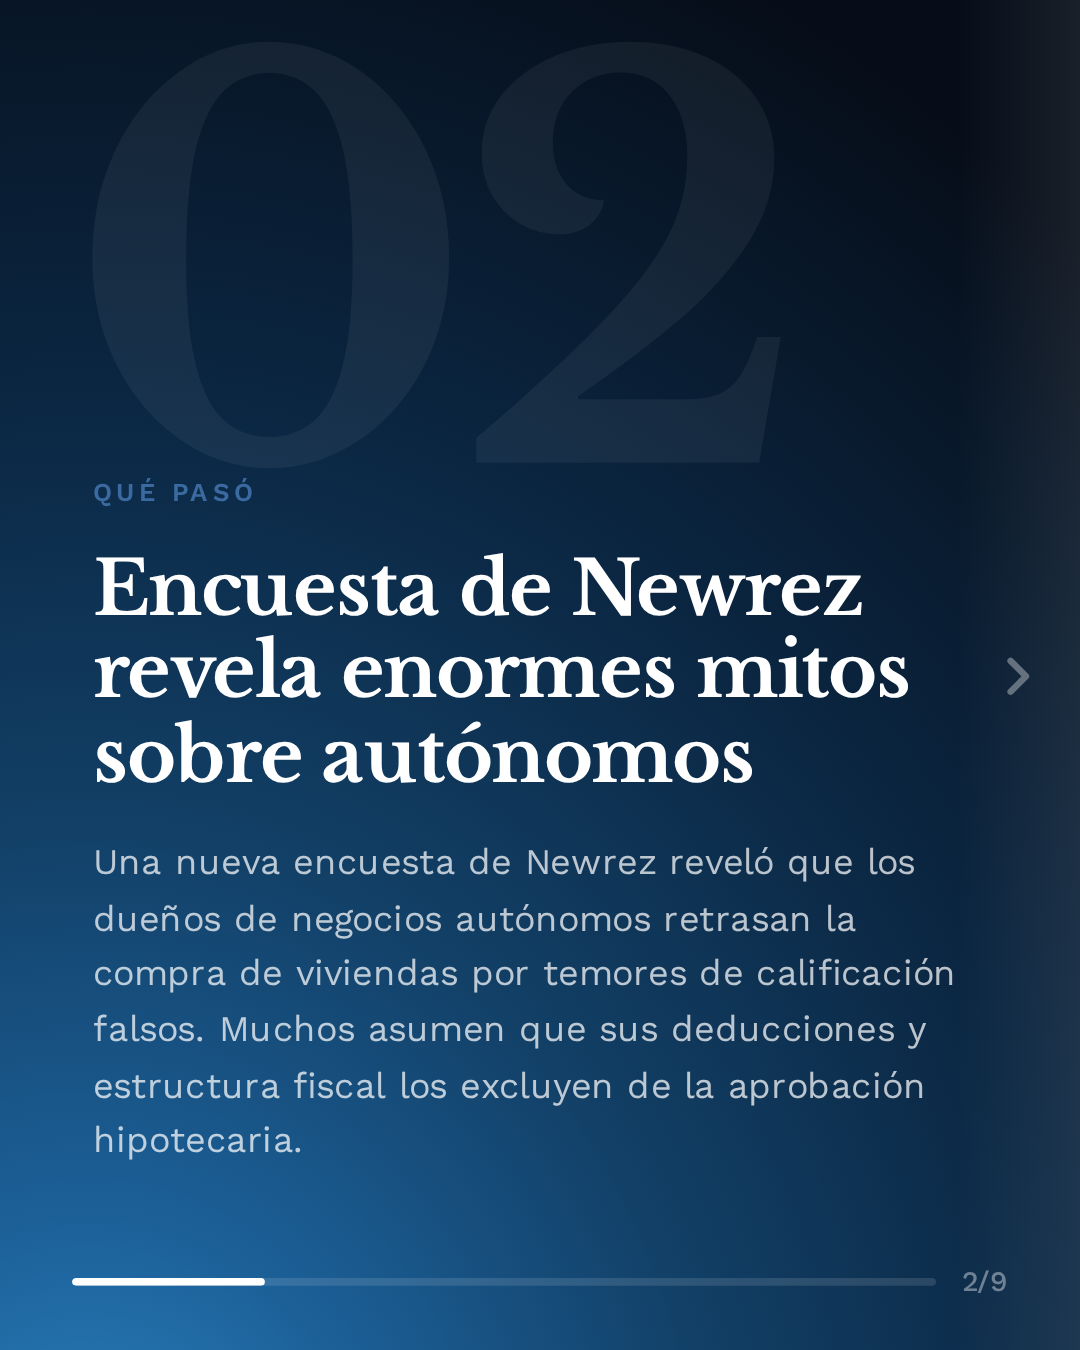 02
QUÉ PASÓ
Encuesta de Newrez
revela enormes mitos
sobre autónomos
Una nueva encuesta de Newrez reveló que los
dueños de negocios autónomos retrasan la
compra de viviendas por temores de calificación
falsos. Muchos asumen que sus deducciones y
estructura fiscal los excluyen de la aprobación
hipotecaria.
2/9